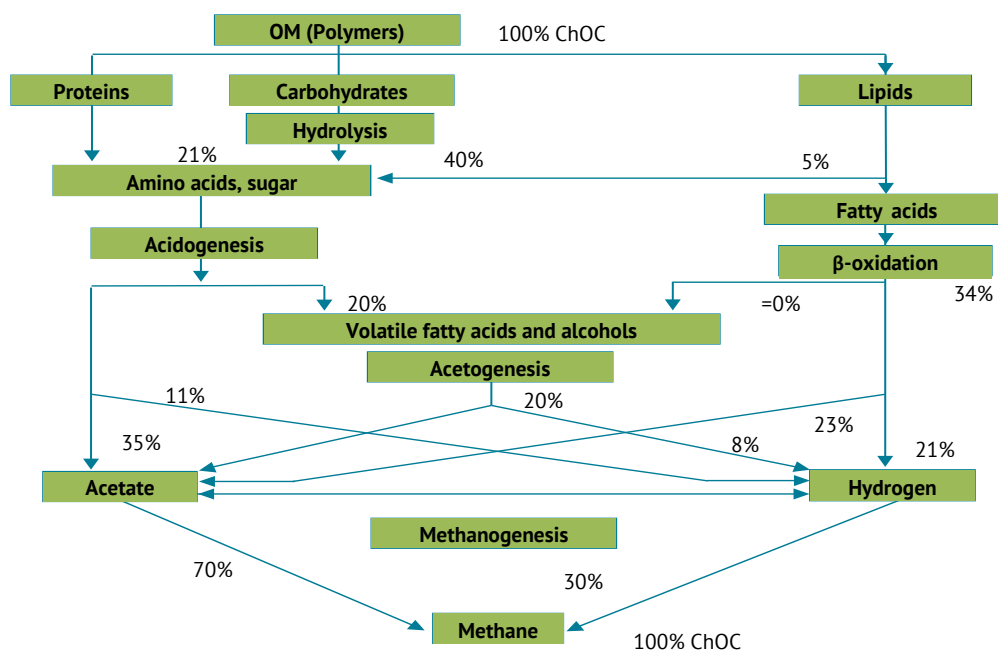 OM (Polymers)
100% ChOC
Proteins
Carbohydrates
Lipids
Hydrolysis
21%
40%
5%
Amino acids, sugar
Fatty acids
Acidogenesis
β-oxidation
34%
20%
=0%
Volatile fatty acids and alcohols
Acetogenesis
11%
20%
23%
35%
8%
21%
Acetate
Hydrogen
Methanogenesis
70%
30%
Methane
100% ChOC